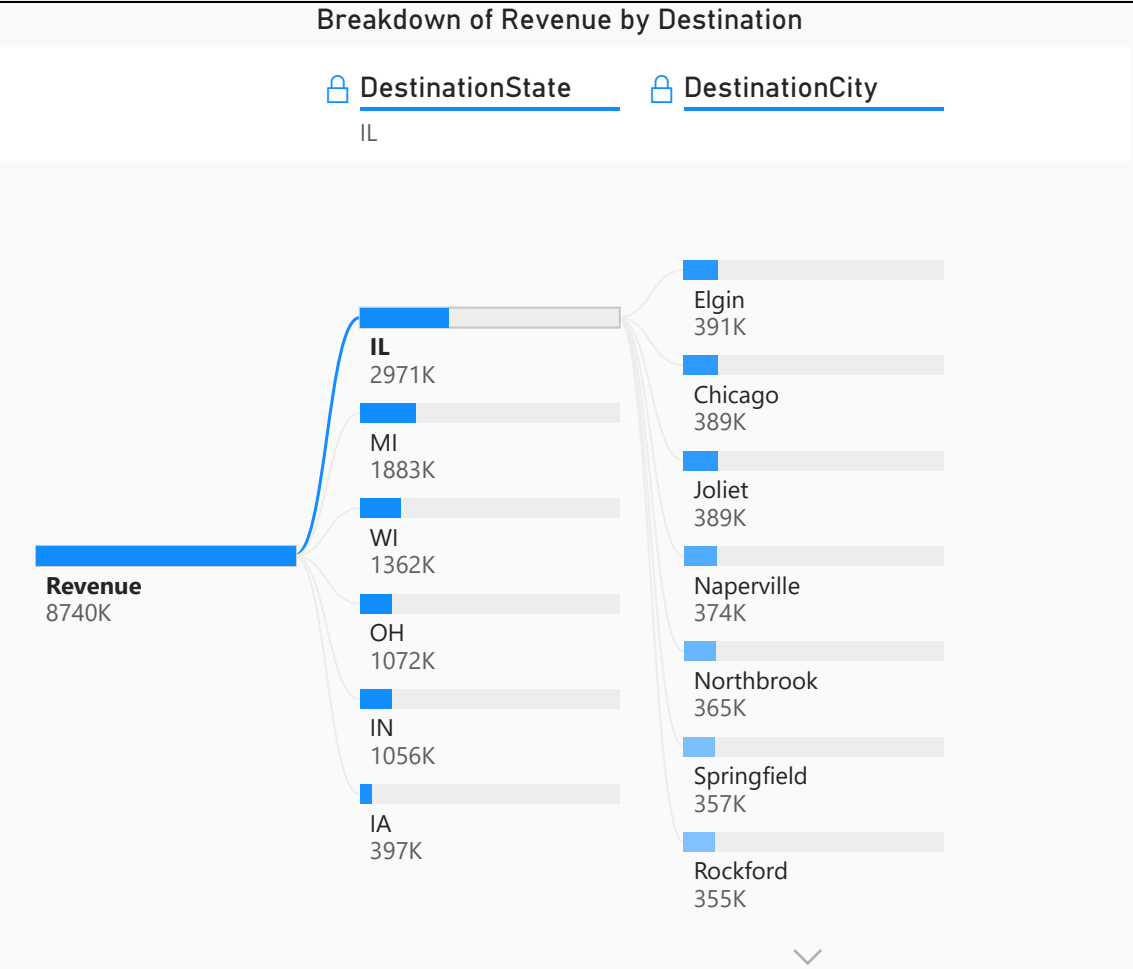 Breakdown of Revenue by Destination
DestinationState
DestinationCity
IL
Revenue
8740K
IL
2971K
MI
1883K
WI
1362K
OH
1072K
IN
1056K
IA
397K
Elgin
391K
Chicago
389K
Joliet
389K
Naperville
374K
Northbrook
365K
Springfield
357K
Rockford
355K